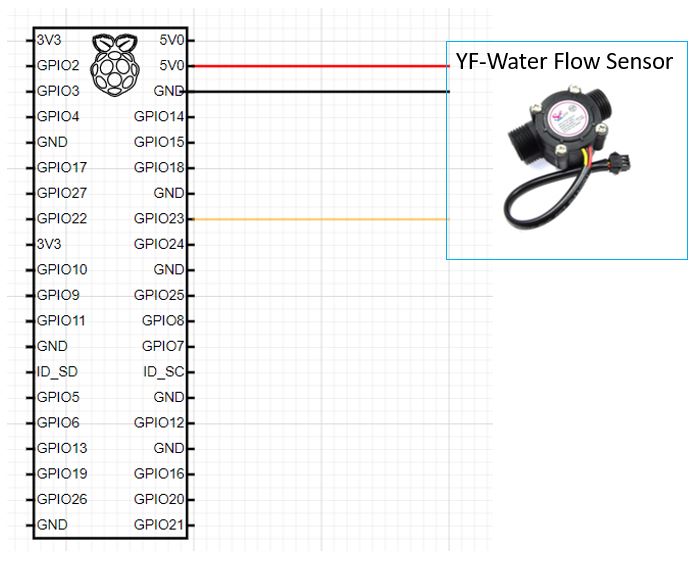 3V3 5V0
GPIO2 5V0
GPIO3 GND
GPIO4 GPIO14
GND GPIO15
GPIO17 GPIO18
GPIO27 GND
GPIO22 GPIO23
3V3 GPIO24
GPIO10 GND
GPIO9 GPIO25
GPIO11 GPIO8
GND GPIO7
ID_SD ID_SC
GPIO5 GND
GPIO6 GPIO12
GPIO13 GND
GPIO19 GPIO16
GPIO26 GPIO20
GND GPIO21
YF-Water Flow Sensor